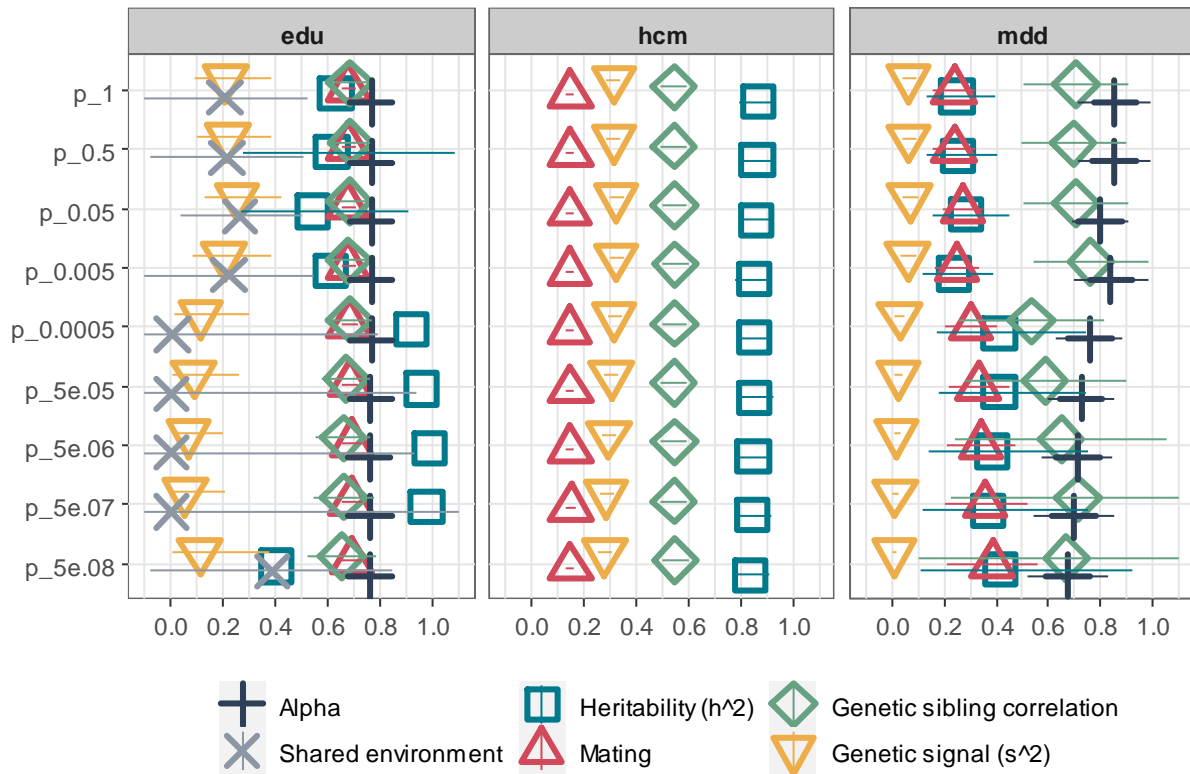 edu hcm mdd
p_1
p_0.5
p_0.05
p_0.005
p_0.0005
p_5e.05
p_5e.06
p_5e.07
p_5e.08
0.0 0.2 0.4 0.6 0.8 1.0 0.0 0.2 0.4 0.6 0.8 1.0 0.0 0.2 0.4 0.6 0.8 1.0
Alpha Heritability (h^2) Genetic sibling correlation
Shared environment Mating Genetic signal (s^2)